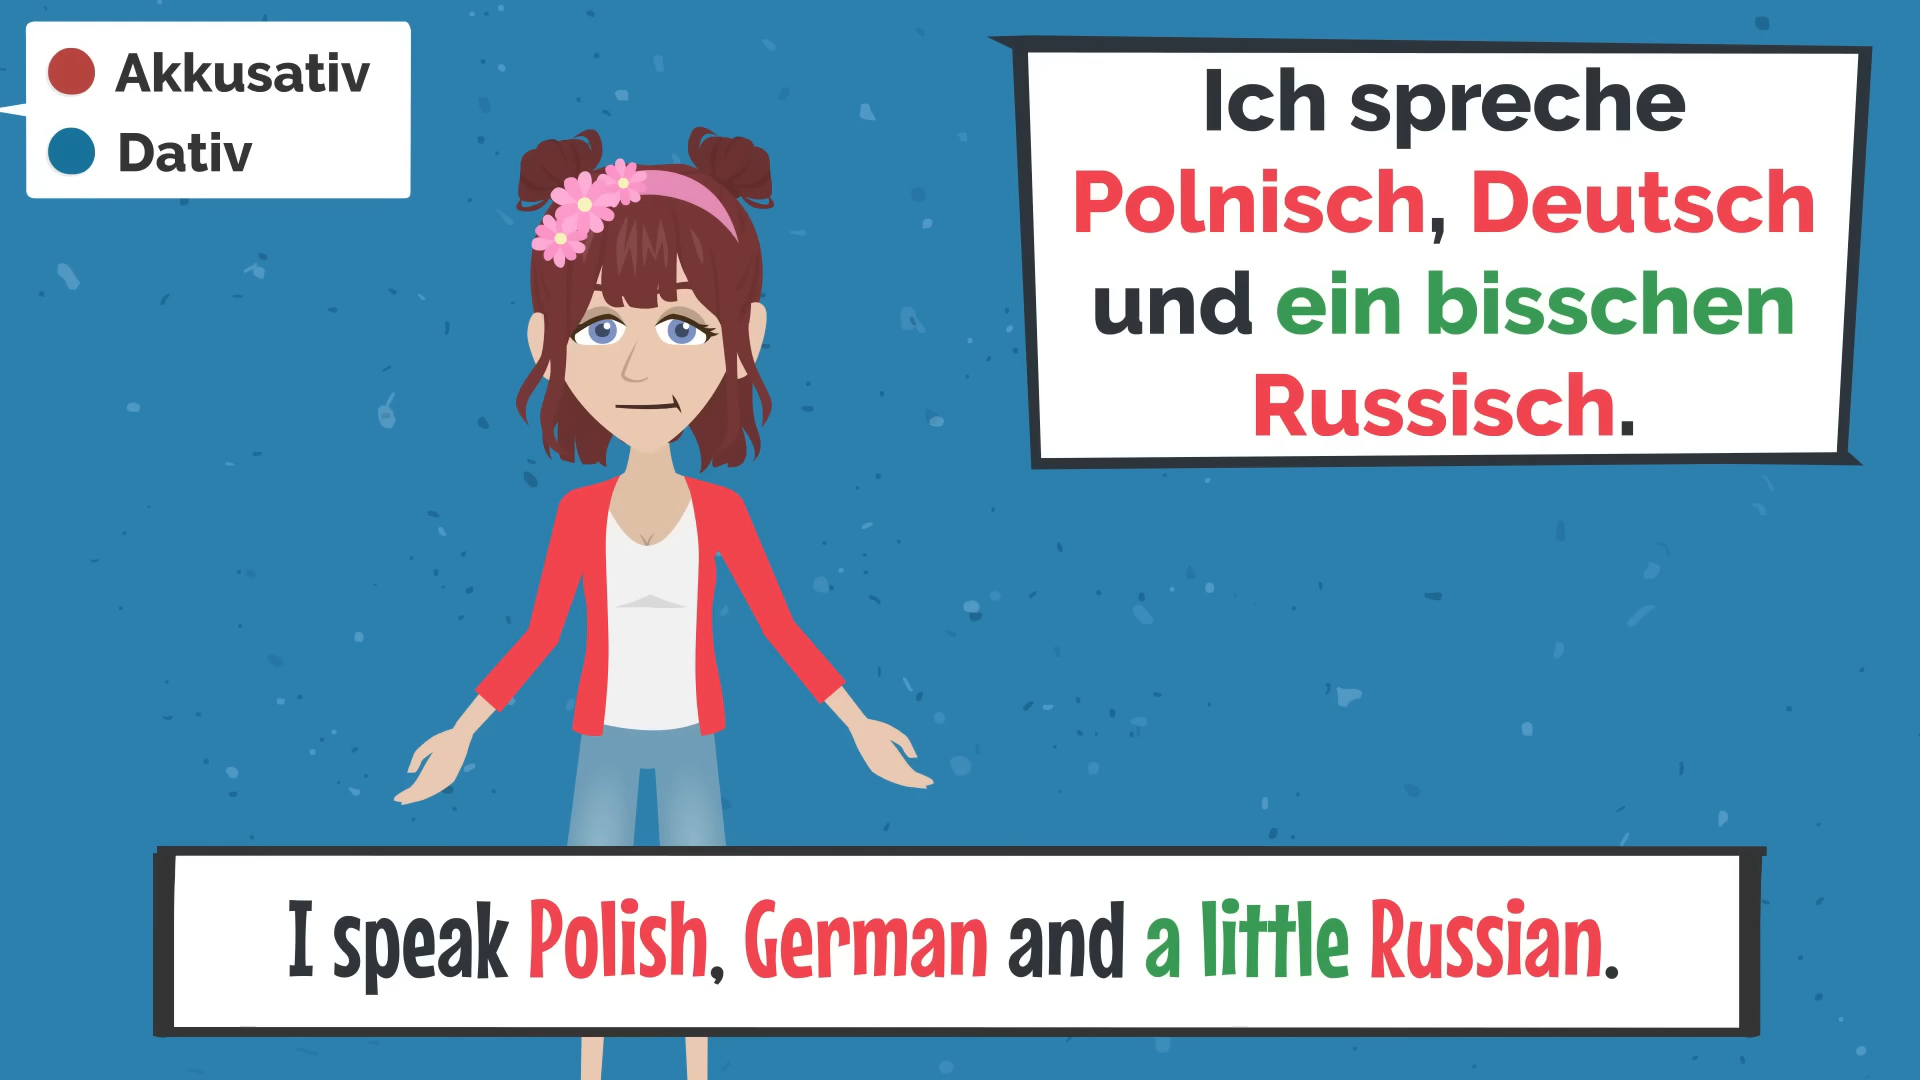 Akkusativ
Dativ
Ich spreche
Polnisch, Deutsch
und ein bisschen
Russisch.
I speak Polish, German and a little Russian.